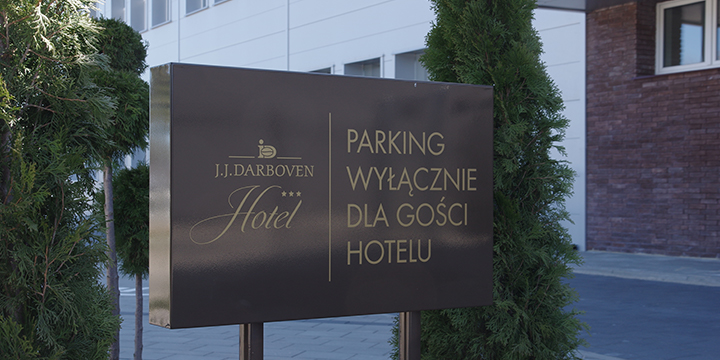 J.J.DARBOVEN
Hotel ***
PARKING
WYŁĄCZNIE
DLA GOŚCI
HOTELU